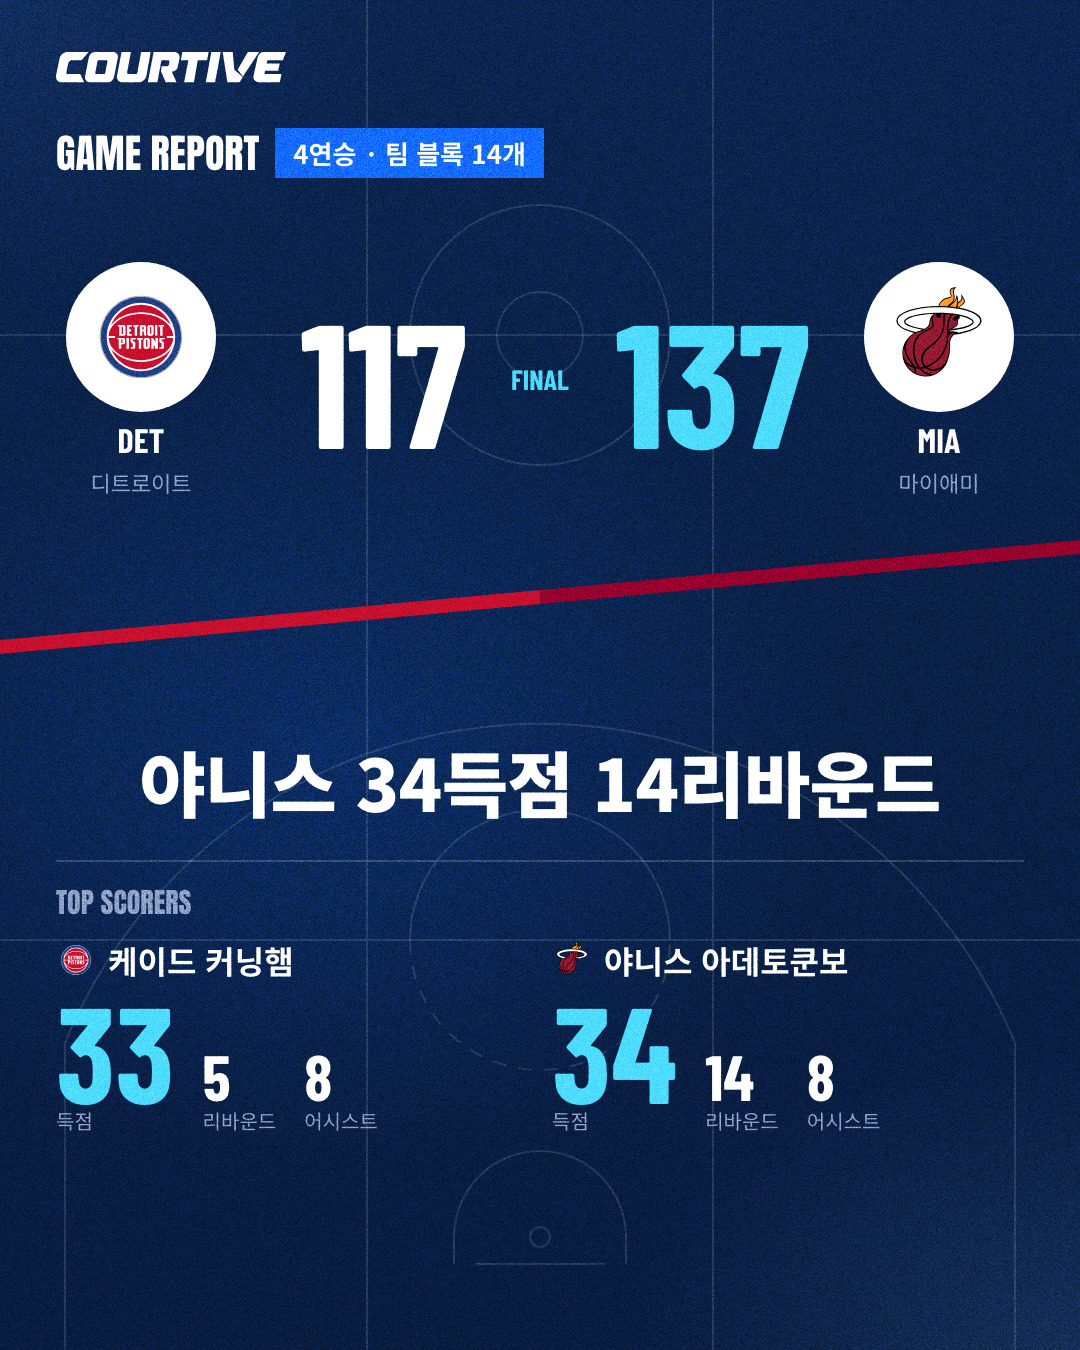 COURTIVE
GAME REPORT 4연승 · 팀 블록 14개
DETROIT
PISTONS
117 FINAL 137
DET MIA
디트로이트 마이애미
야니스 34득점 14리바운드
TOP SCORERS
DETROIT
PISTONS
케이드 커닝햄 야니스 아데토쿤보
33 5 8 34 14 8
득점 리바운드 어시스트 득점 리바운드 어시스트